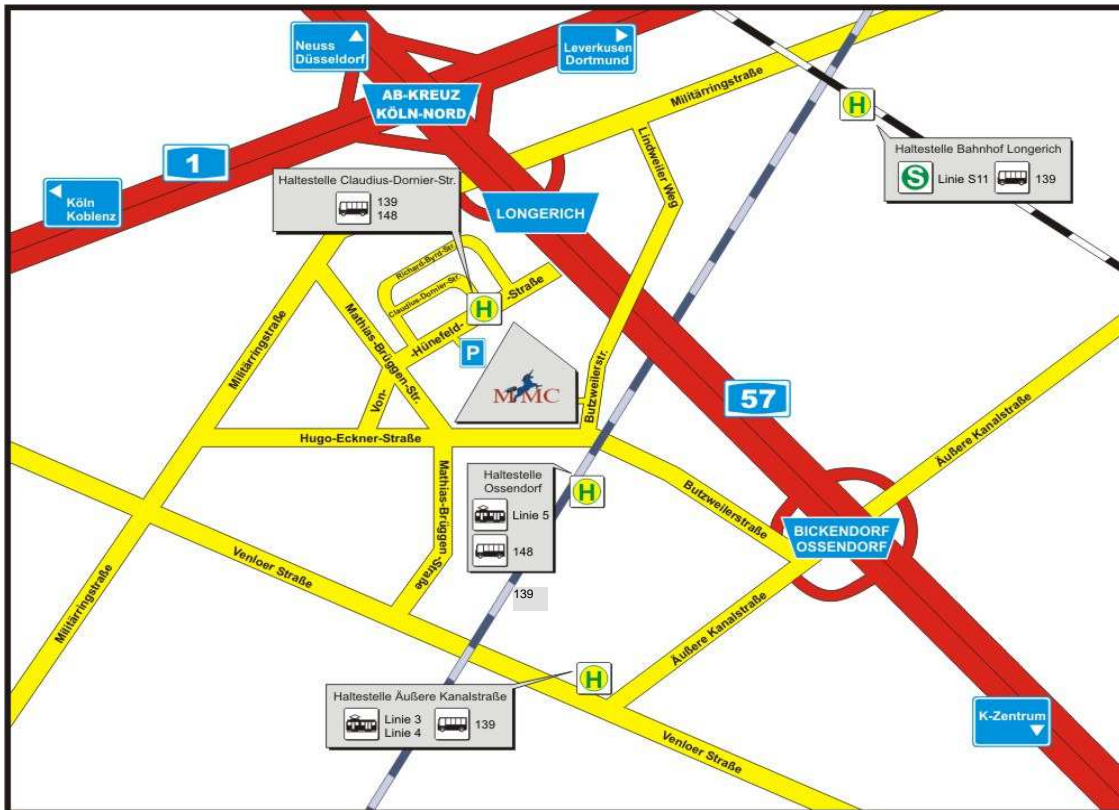 Neuss
Düsseldorf
Leverkusen
Dortmund
AB-KREUZ
KÖLN-NORD
Militärringstraße
H
1
Haltestelle Bahnhof Longerich
S
Linie S11
139
Lindweiler Weg
Haltestelle Claudius-Dornier-Str.
139
148
Köln
Koblenz
LONGERICH
Richard-Byrd-Str.
Claudius-Dornier-Str.
H
Von-
-Hünefeld-
-Straße
P
Militärringstraße
Mathias-Brüggen-Str.
MMC
Butzweilerstr.
57
Äußere Kanalstraße
Hugo-Eckner-Straße
Haltestelle
Ossendorf
Linie 5
148
139
H
Mathias-Brüggen
-Straße
Butzweilerstraße
BICKENDORF
OSSENDORF
Venloer Straße
Militärringstraße
Äußere Kanalstraße
H
Haltestelle Äußere Kanalstraße
Linie 3
Linie 4
139
K-Zentrum
Venloer Straße